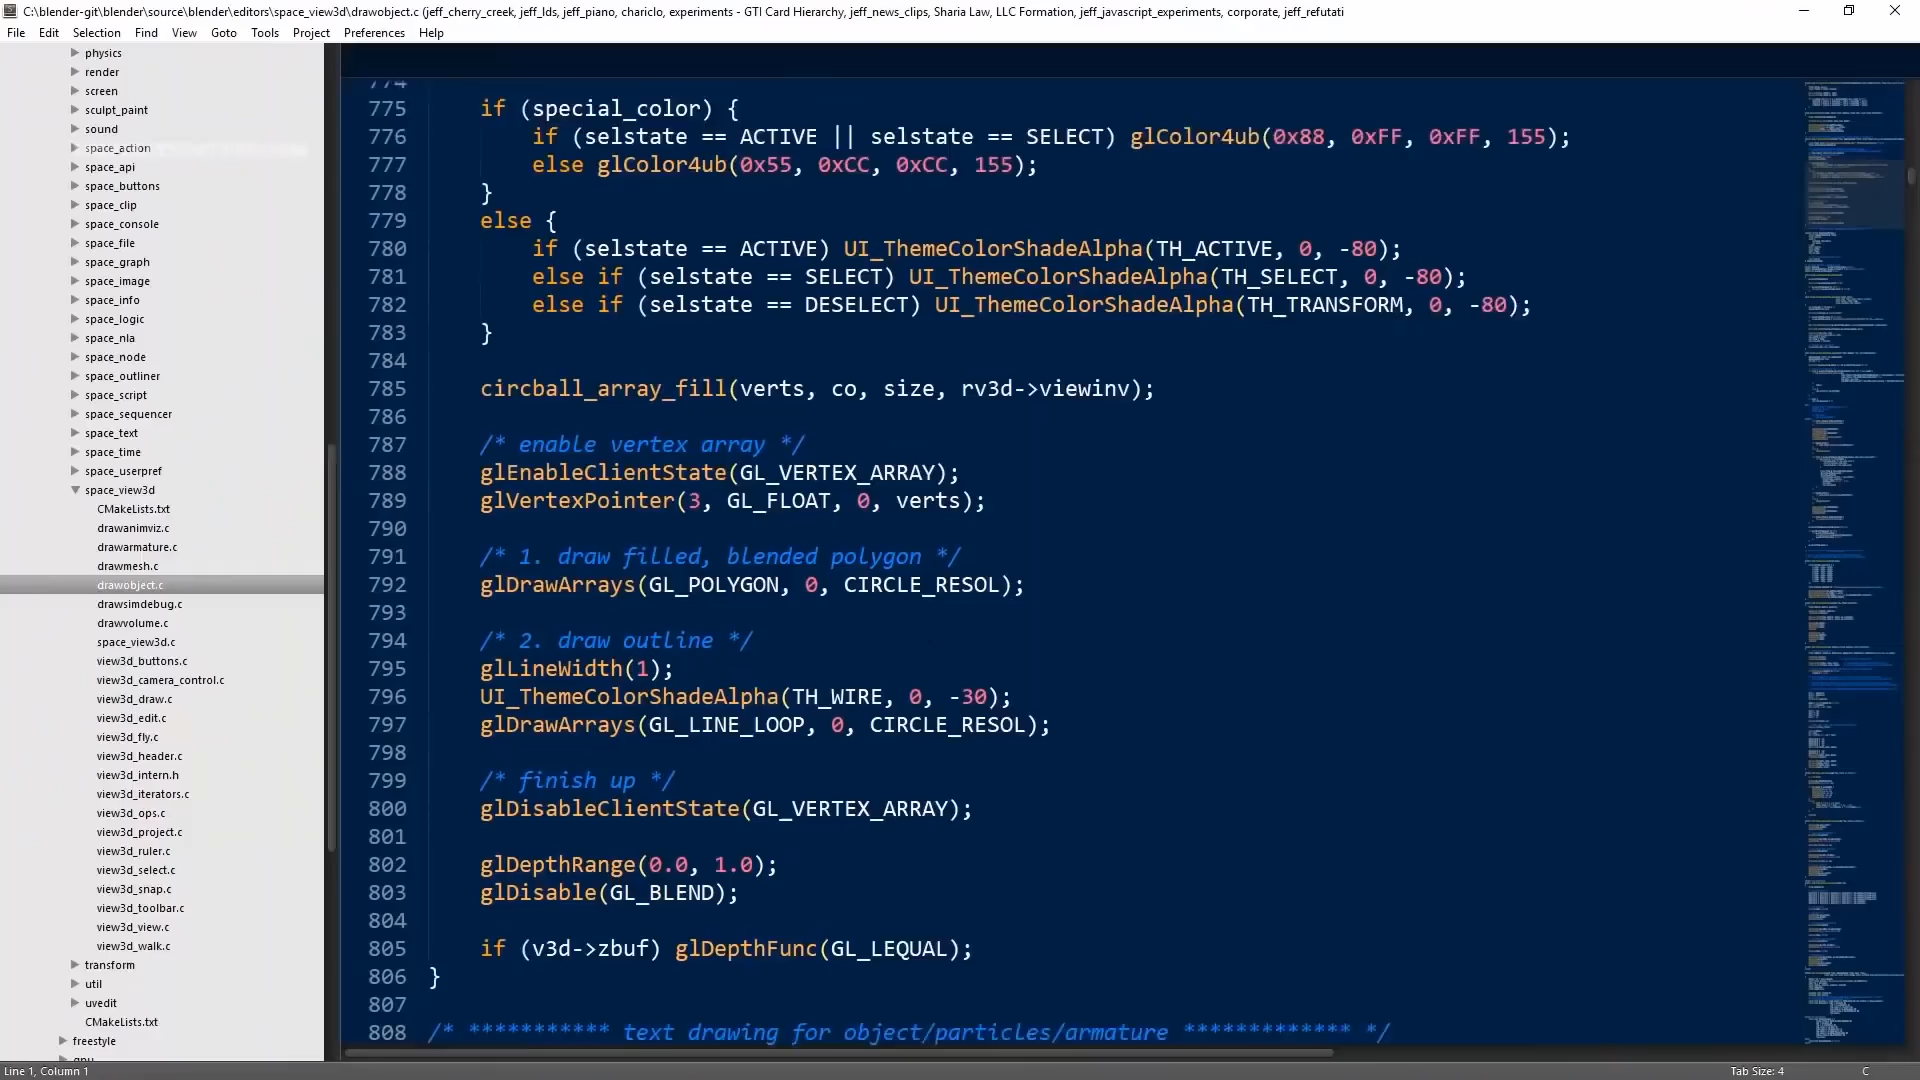 C:\blender-git\blender\source\blender\editors\space_view3d\drawobject.c (jeff_cherry_creek, jeff_lds, jeff_piano, chariclo, experiments - GTI Card Hierarchy, jeff_news_clips, Sharia Law, LLC Formation, jeff_javascript_experiments, corporate, jeff_refutati
File Edit Selection Find View Goto Tools Project Preferences Help
physics
render
screen
sculpt_paint
sound
space_action
space_api
space_buttons
space_clip
space_console
space_file
space_graph
space_image
space_info
space_logic
space_nla
space_node
space_outliner
space_script
space_sequencer
space_text
space_time
space_userpref
space_view3d
CMakeLists.txt
drawanimviz.c
drawarmature.c
drawmesh.c
drawobject.c
drawsimdebug.c
drawvolume.c
space_view3d.c
view3d_buttons.c
view3d_camera_control.c
view3d_draw.c
view3d_edit.c
view3d_fly.c
view3d_header.c
view3d_intern.h
view3d_iterators.c
view3d_ops.c
view3d_project.c
view3d_ruler.c
view3d_select.c
view3d_snap.c
view3d_toolbar.c
view3d_view.c
view3d_walk.c
transform
util
uvedit
CMakeLists.txt
freestyle
gpu
774
775 if (special_color) {
776 if (selstate == ACTIVE || selstate == SELECT) glColor4ub(0x88, 0xFF, 0xFF, 155);
777 else glColor4ub(0x55, 0xCC, 0xCC, 155);
778 }
779 else {
780 if (selstate == ACTIVE) UI_ThemeColorShadeAlpha(TH_ACTIVE, 0, -80);
781 else if (selstate == SELECT) UI_ThemeColorShadeAlpha(TH_SELECT, 0, -80);
782 else if (selstate == DESELECT) UI_ThemeColorShadeAlpha(TH_TRANSFORM, 0, -80);
783 }
784
785 circball_array_fill(verts, co, size, rv3d->viewinv);
786
787 /* enable vertex array */
788 glEnableClientState(GL_VERTEX_ARRAY);
789 glVertexPointer(3, GL_FLOAT, 0, verts);
790
791 /* 1. draw filled, blended polygon */
792 glDrawArrays(GL_POLYGON, 0, CIRCLE_RESOL);
793
794 /* 2. draw outline */
795 glLineWidth(1);
796 UI_ThemeColorShadeAlpha(TH_WIRE, 0, -30);
797 glDrawArrays(GL_LINE_LOOP, 0, CIRCLE_RESOL);
798
799 /* finish up */
800 glDisableClientState(GL_VERTEX_ARRAY);
801
802 glDepthRange(0.0, 1.0);
803 glDisable(GL_BLEND);
804
805 if (v3d->zbuf) glDepthFunc(GL_LEQUAL);
806 }
807
808 /* *********** text drawing for object/particles/armature ************* */
Line 1, Column 1
Tab Size: 4
C